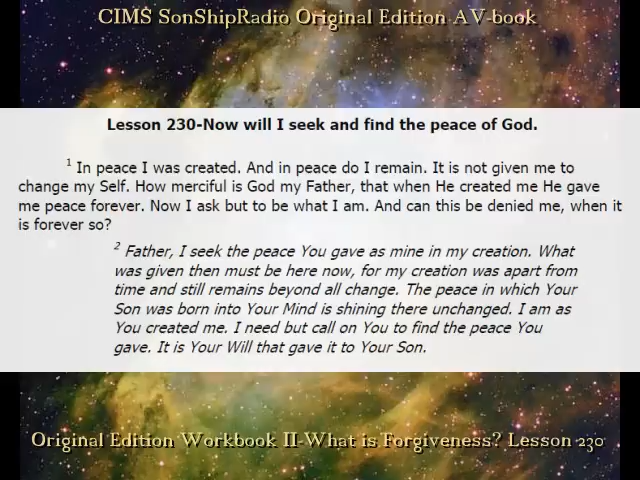 CIMS SonShipRadio Original Edition AV-book
Lesson 230-Now will I seek and find the peace of God.
1 In peace I was created. And in peace do I remain. It is not given me to
change my Self. How merciful is God my Father, that when He created me He gave
me peace forever. Now I ask but to be what I am. And can this be denied me, when it
is forever so?
2 Father, I seek the peace You gave as mine in my creation. What
was given then must be here now, for my creation was apart from
time and still remains beyond all change. The peace in which Your
Son was born into Your Mind is shining there unchanged. I am as
You created me. I need but call on You to find the peace You
gave. It is Your Will that gave it to Your Son.
Original Edition Workbook II-What is Forgiveness? Lesson 230